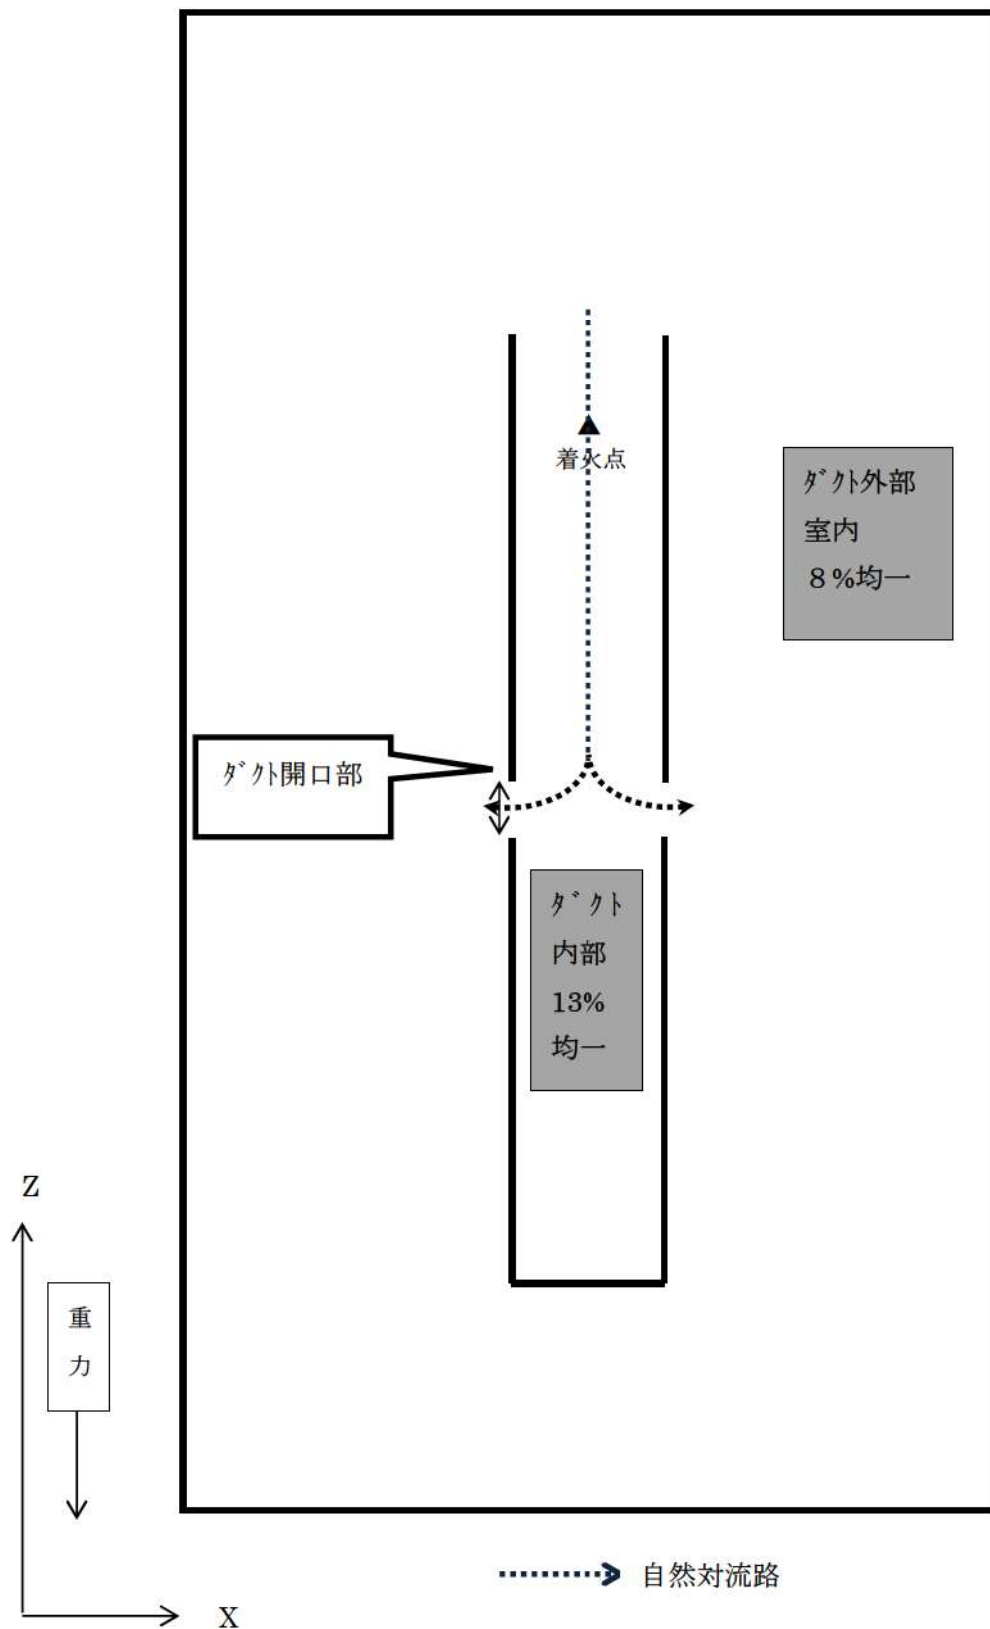 着火点
ﾀﾞｸﾄ外部
室内
８%均一
ﾀﾞｸﾄ開口部
ﾀﾞｸﾄ
内部
13%
均一
Z
重
力
自然対流路
X